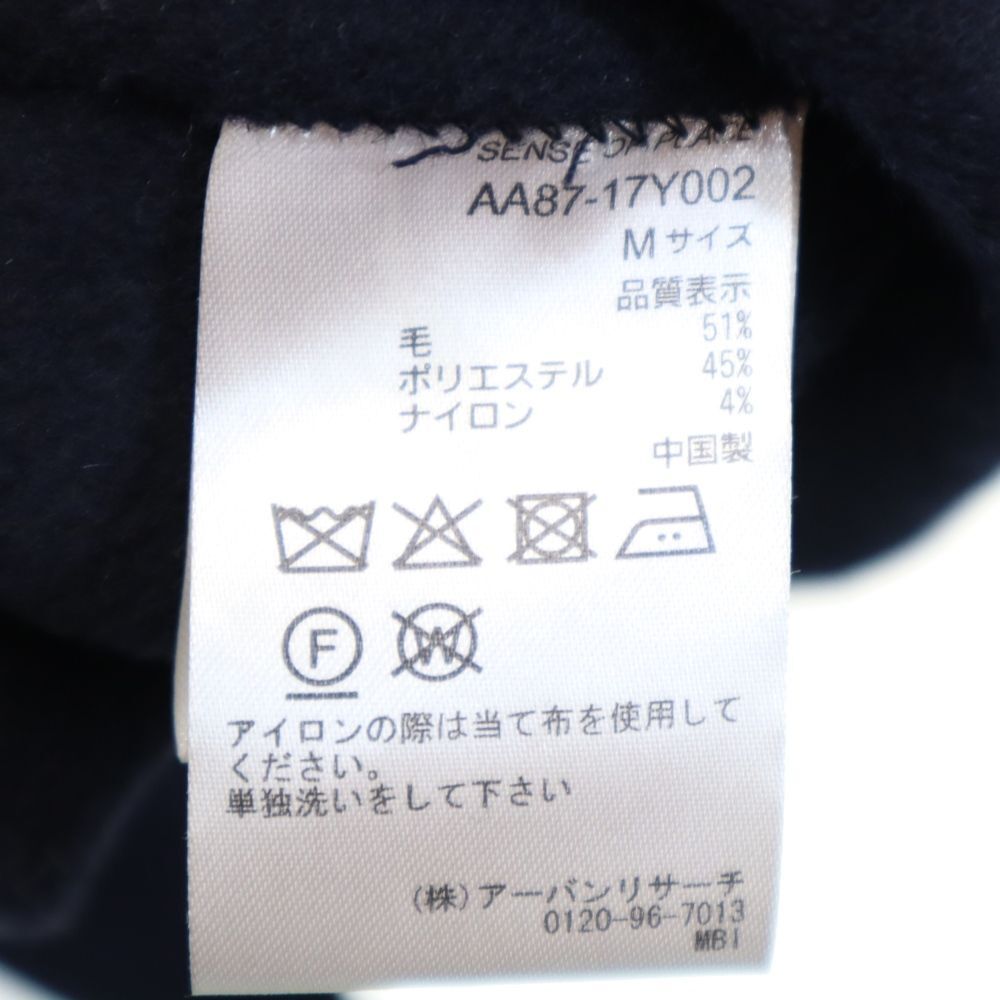 SENSE OF PLACE
AA87-17Y002
M サイズ
品質表示
毛 51%
ポリエステル 45%
ナイロン 4%
中国製
F W
アイロンの際は当て布を使用して
ください。
単独洗いをして下さい
(株)アーバンリサーチ
0120-96-7013
MBI